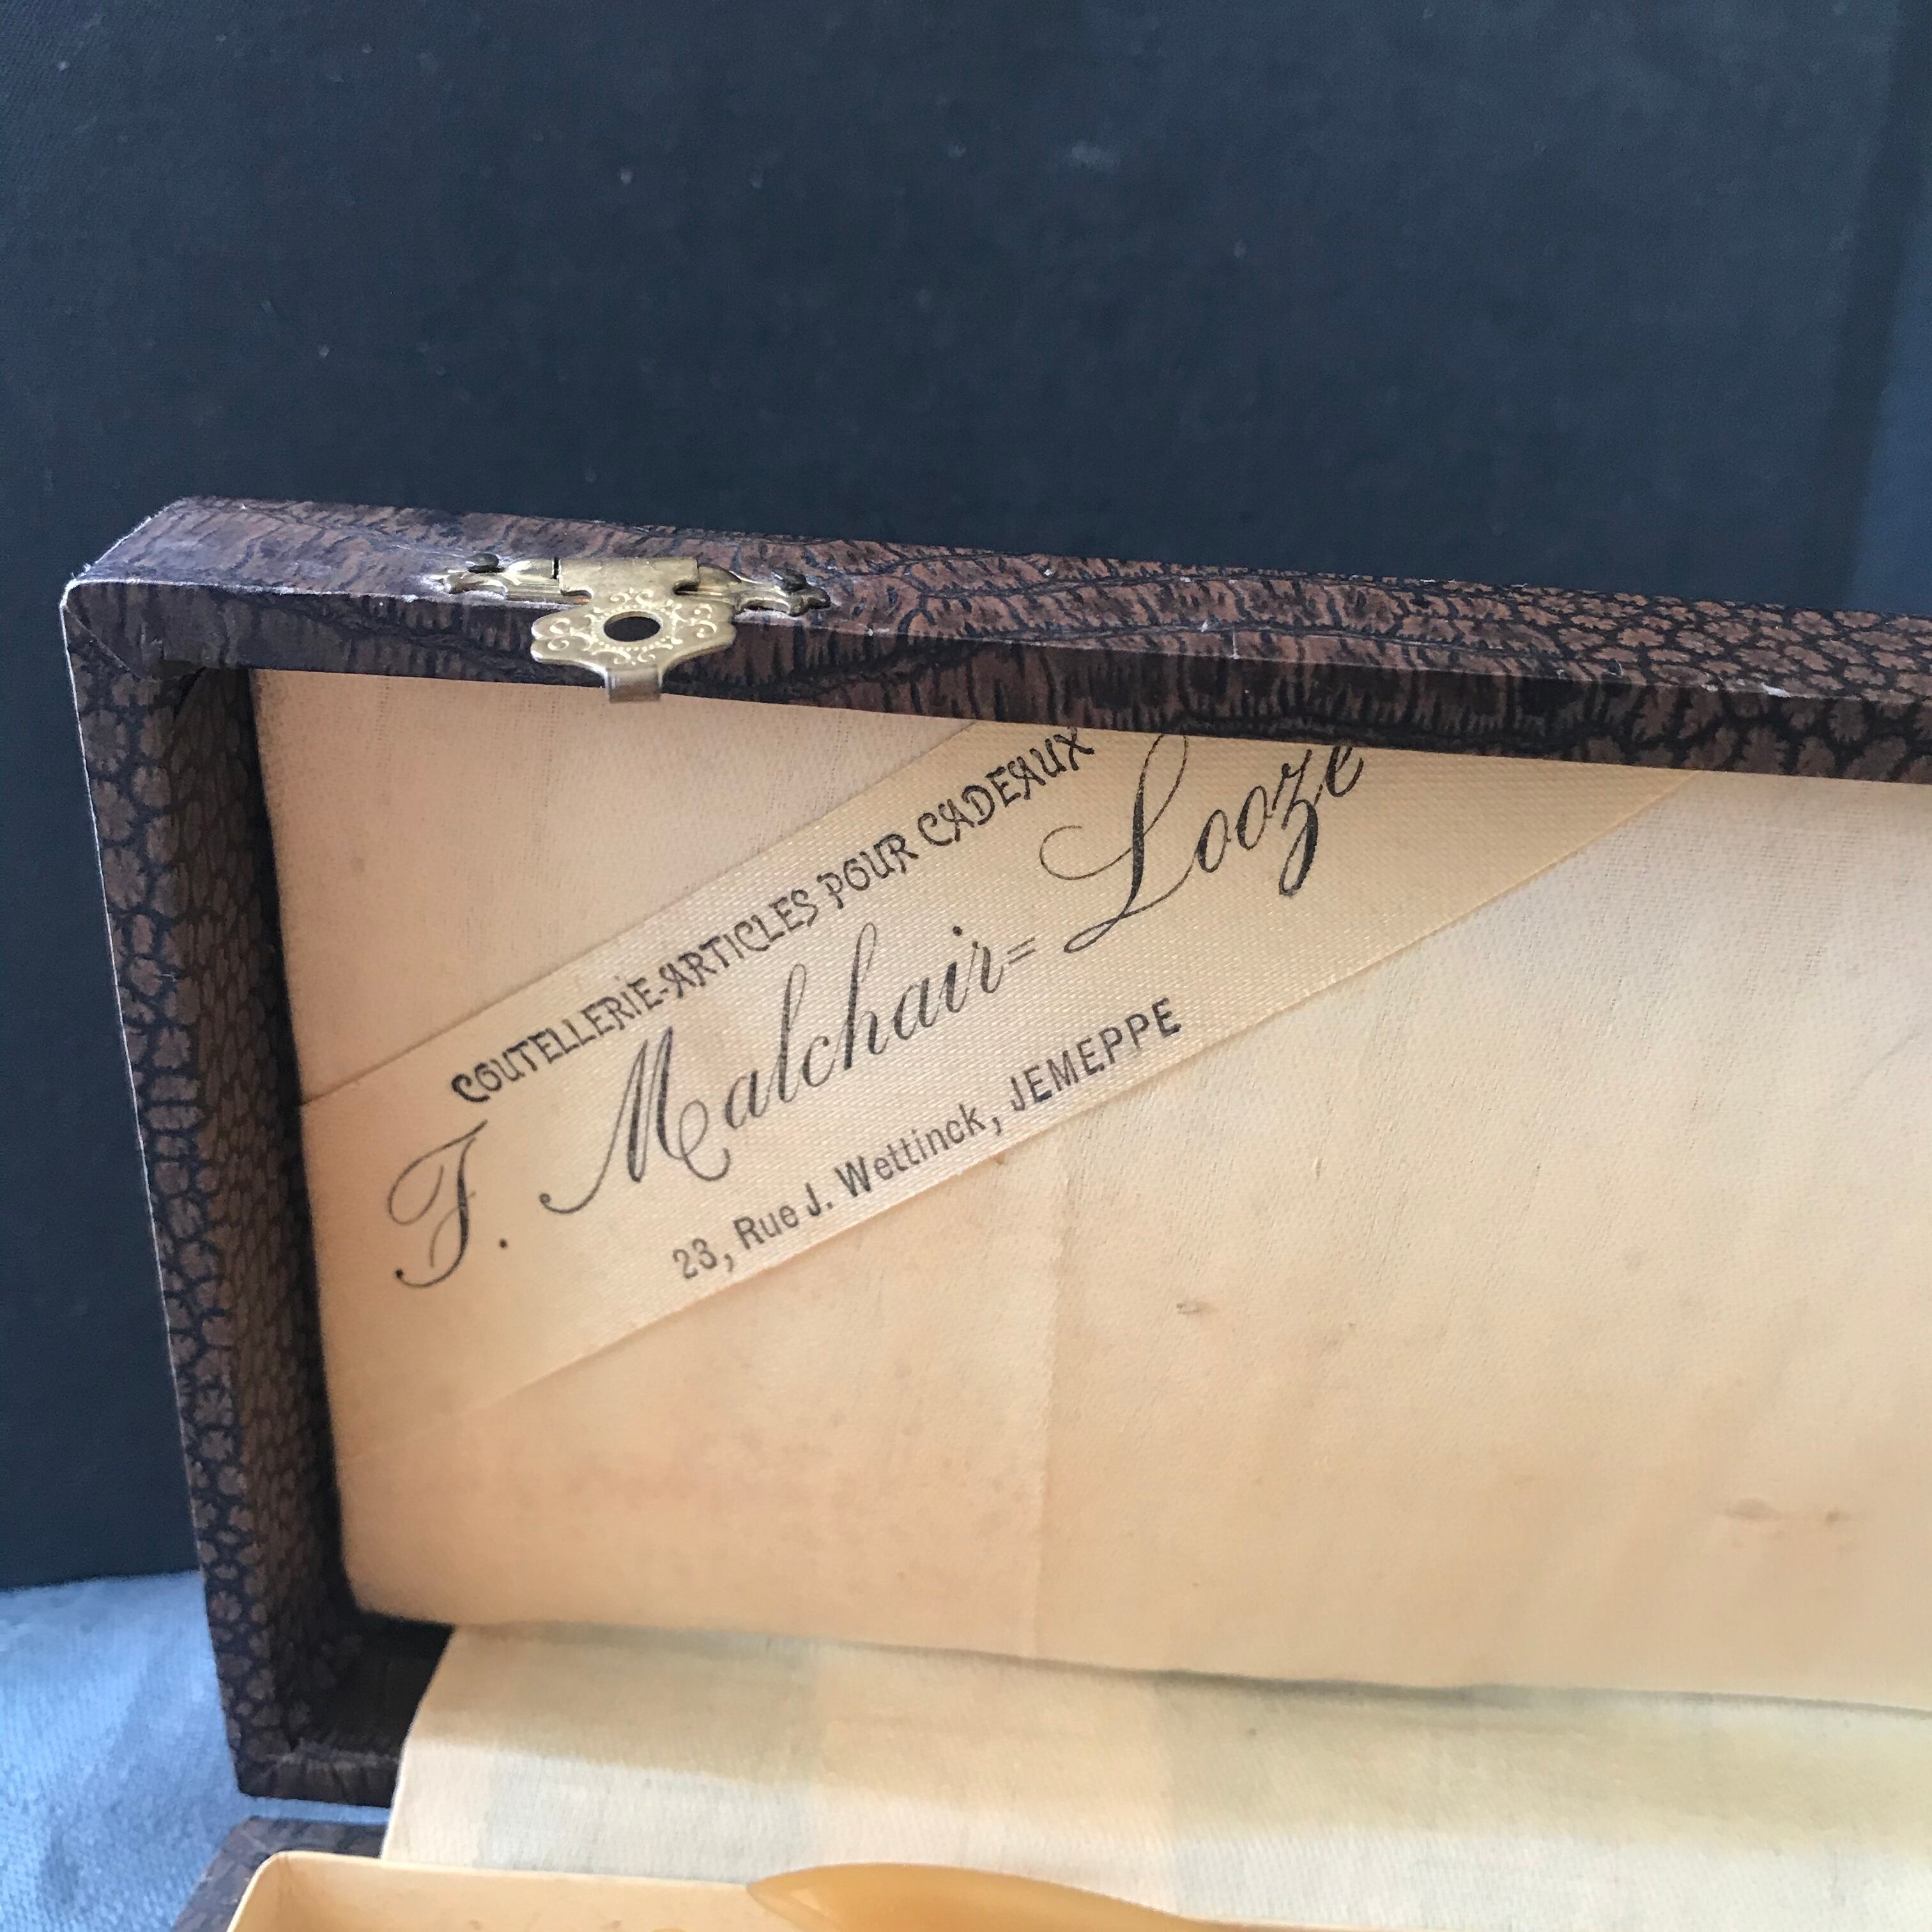 COUTELLERIE-ARTICLES POUR CADEAUX
J. Malchair=Looze
23, Rue J. Wettinck, JEMEPPE